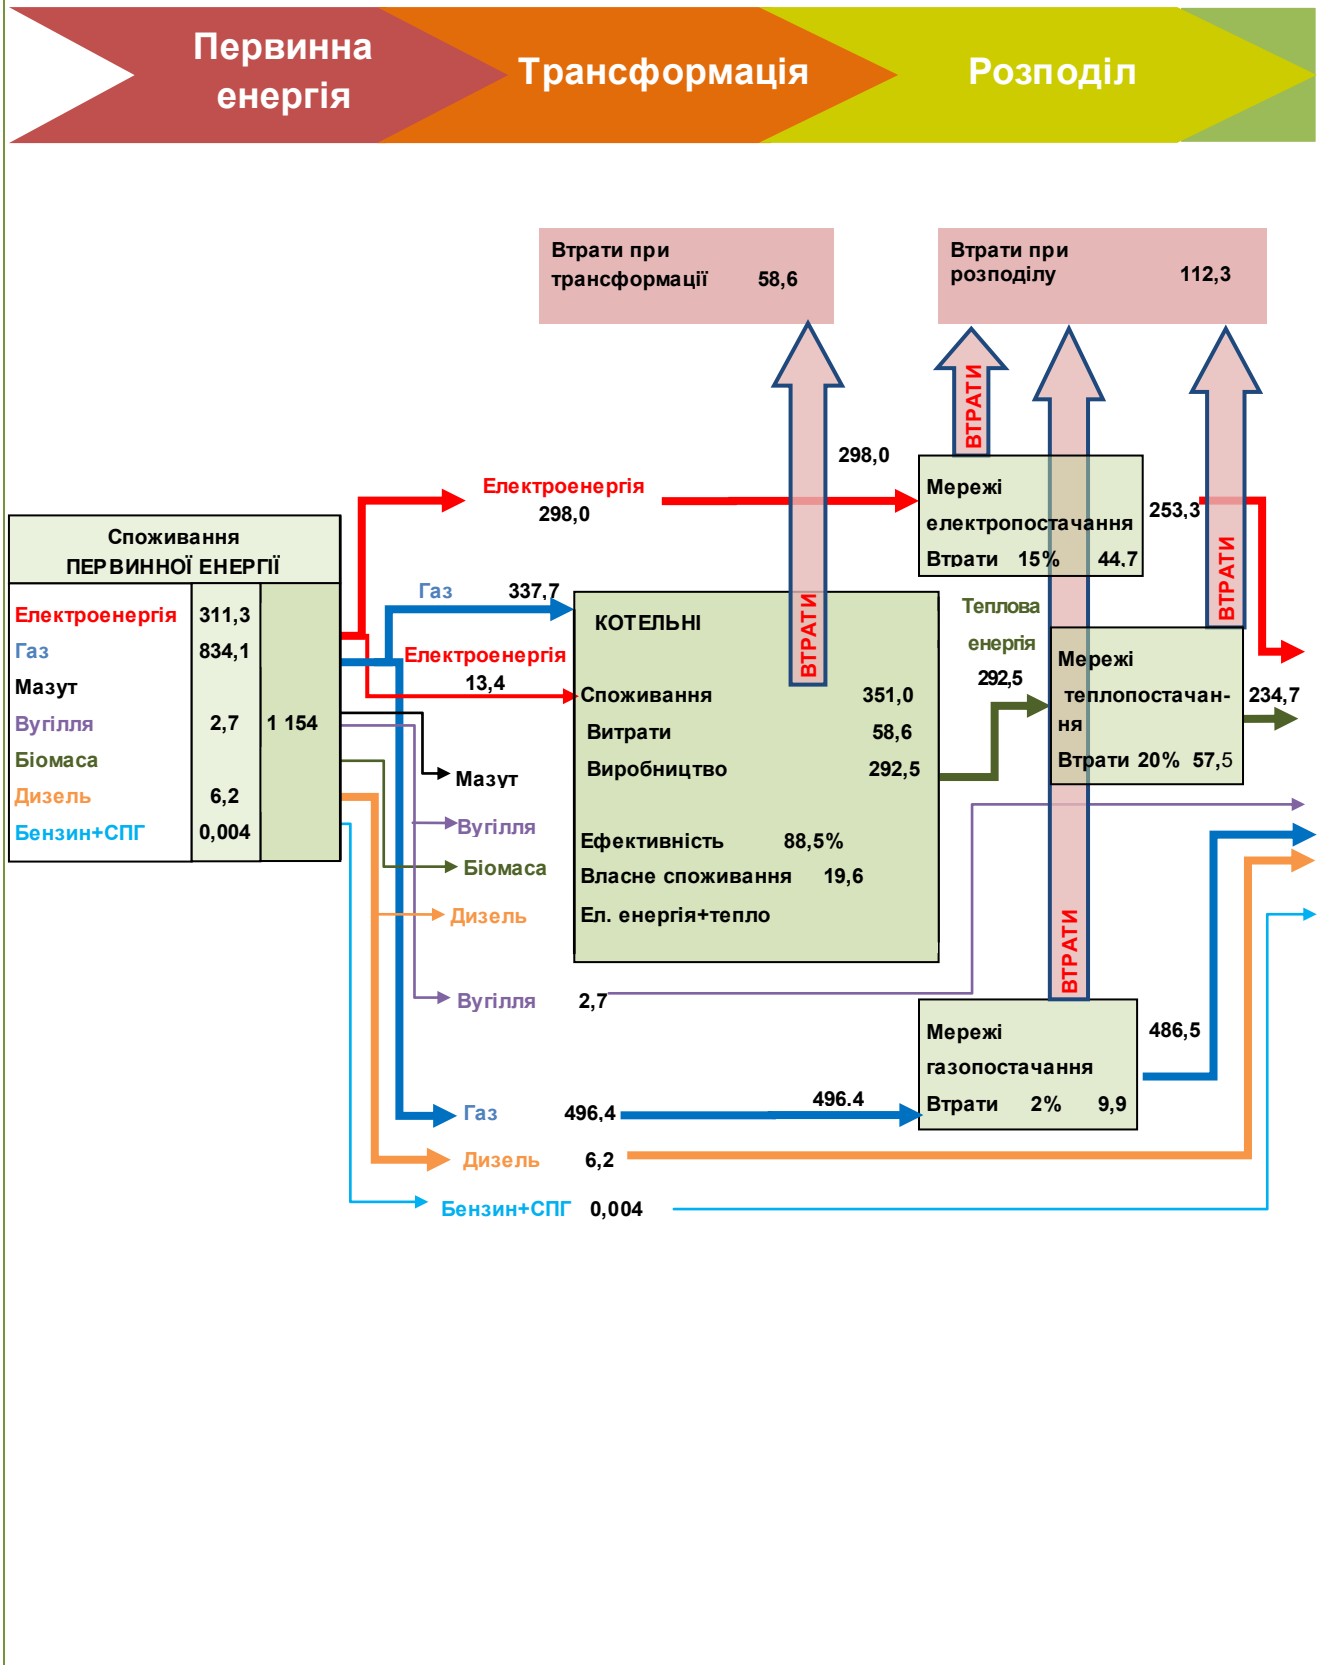 Первинна
енергія
Трансформація
Розподіл
Втрати при
трансформації 58,6
Втрати при
розподілу 112,3
ВТРАТИ
ВТРАТИ
ВТРАТИ
ВТРАТИ
298,0
Електроенергія
298,0
Мережі
електропостачання
Втрати 15% 44,7
253,3
Споживання
ПЕРВИННОЇ ЕНЕРГІЇ
Електроенергія 311,3
Газ 834,1
Мазут
Вугілля 2,7 1 154
Біомаса
Дизель 6,2
Бензин+СПГ 0,004
Газ 337,7
Електроенергія
13,4
КОТЕЛЬНІ
Споживання 351,0
Витрати 58,6
Виробництво 292,5
Ефективність 88,5%
Власне споживання 19,6
Ел. енергія+тепло
Теплова
енергія
292,5
Мережі
теплопостачан-
ня
Втрати 20% 57,5
234,7
Мазут
Вугілля
Біомаса
Дизель
Вугілля 2,7
Мережі
газопостачання
Втрати 2% 9,9
486,5
Газ 496,4 496.4
Дизель 6,2
Бензин+СПГ 0,004